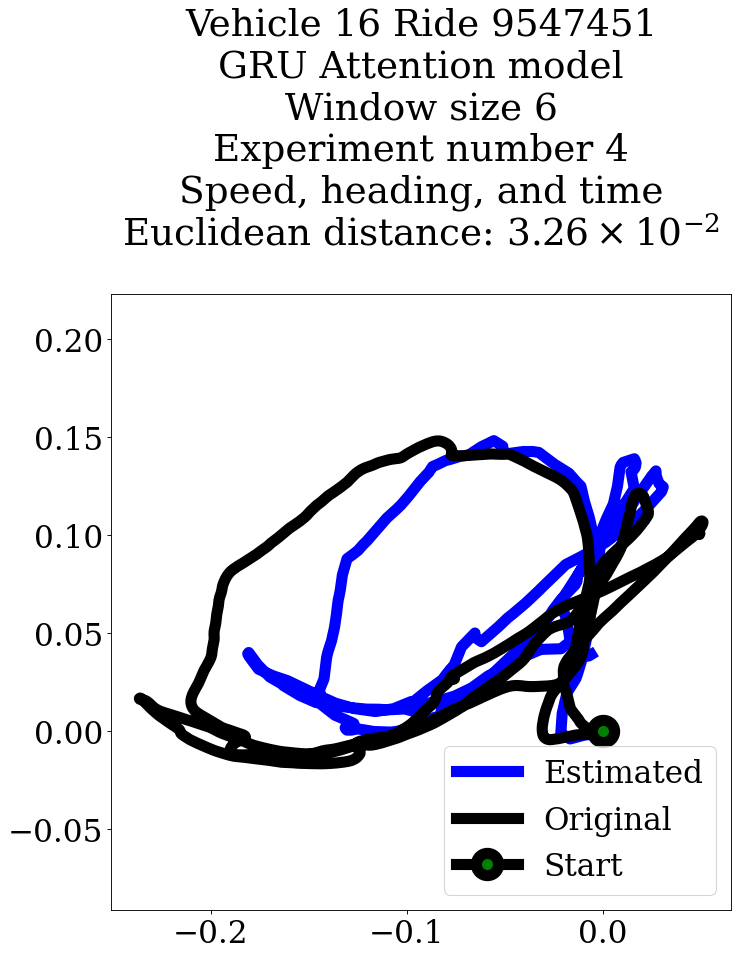 Vehicle 16 Ride 9547451
GRU Attention model
Window size 6
Experiment number 4
Speed, heading, and time
Euclidean distance: 3.26 × 10⁻²
0.20
0.15
0.10
0.05
0.00
−0.05
Estimated
Original
Start
−0.2
−0.1
0.0